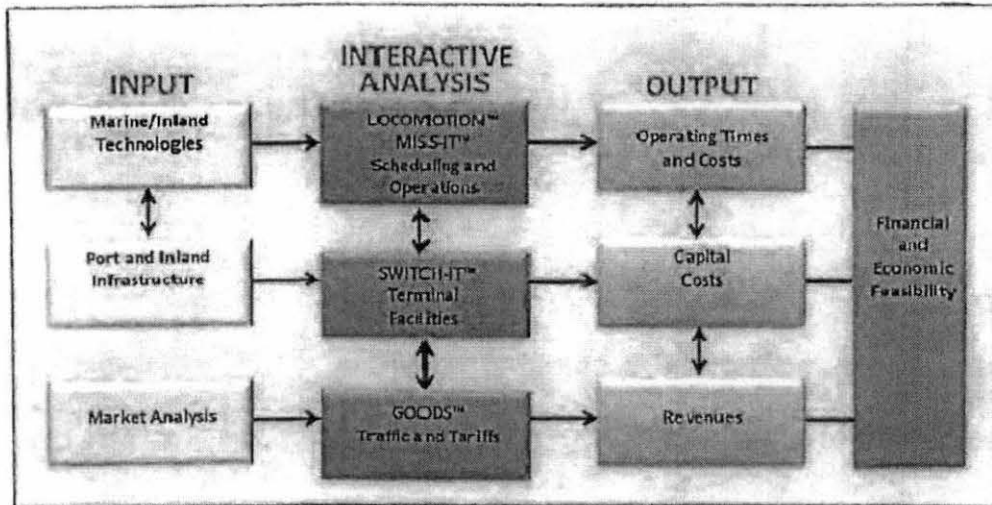 INPUT
INTERACTIVE
ANALYSIS
OUTPUT
Marine/Inland
Technologies
LOCOMOTION™
MISS-IT™
Scheduling and
Operations
Operating Times
and Costs
Port and Inland
Infrastructure
SWITCH-IT™
Terminal
Facilities
Capital
Costs
Market Analysis
GOODS™
Traffic and Tariffs
Revenues
Financial
and
Economic
Feasibility